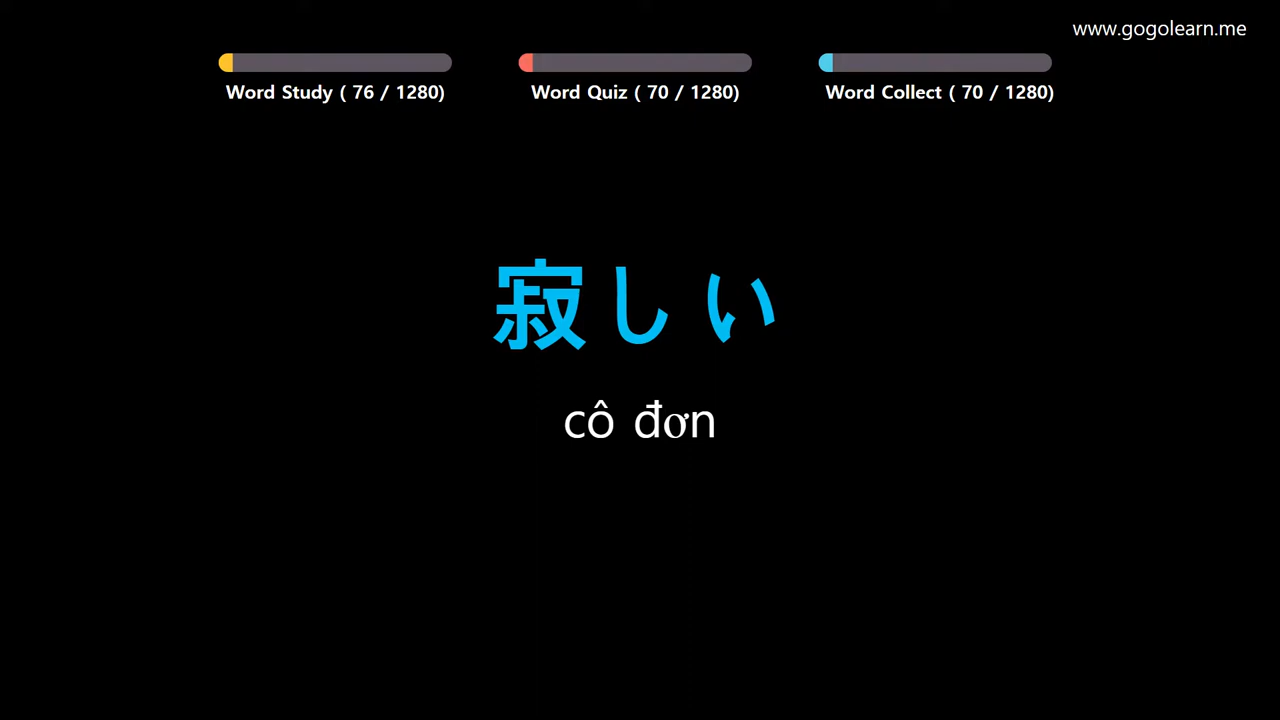 www.gogolearn.me
Word Study ( 76 / 1280)
Word Quiz ( 70 / 1280)
Word Collect ( 70 / 1280)
寂しい
cô đơn